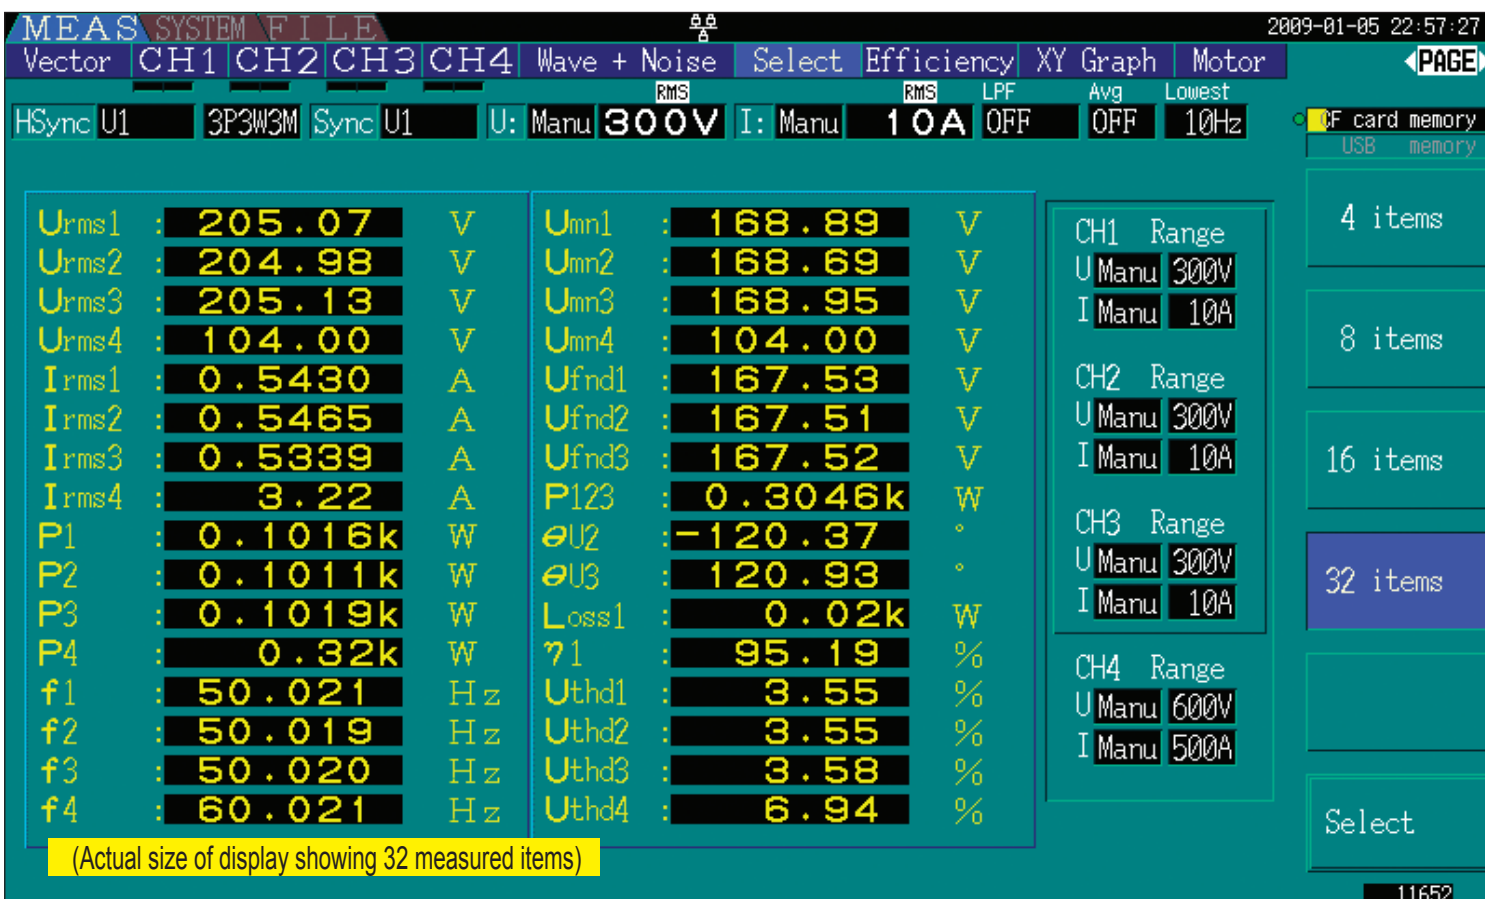 MEAS SYSTEM FILE 2009-01-05 22:57:27
Vector CH1 CH2 CH3 CH4 Wave + Noise Select Efficiency XY Graph Motor PAGE
RMS RMS LPF Avg Lowest
HSync U1 3P3W3M Sync U1 U: Manu 300V I: Manu 10A OFF OFF 10Hz
CF card memory
USB memory
Urms1 : 205.07 V
Urms2 : 204.98 V
Urms3 : 205.13 V
Urms4 : 104.00 V
Irms1 : 0.5430 A
Irms2 : 0.5465 A
Irms3 : 0.5339 A
Irms4 : 3.22 A
P1 : 0.1016k W
P2 : 0.1011k W
P3 : 0.1019k W
P4 : 0.32k W
f1 : 50.021 Hz
f2 : 50.019 Hz
f3 : 50.020 Hz
f4 : 60.021 Hz
Umn1 : 168.89 V
Umn2 : 168.69 V
Umn3 : 168.95 V
Umn4 : 104.00 V
Ufnd1 : 167.53 V
Ufnd2 : 167.51 V
Ufnd3 : 167.52 V
P123 : 0.3046k W
θU2 :-120.37 °
θU3 : 120.93 °
Loss1 : 0.02k W
η1 : 95.19 %
Uthd1 : 3.55 %
Uthd2 : 3.55 %
Uthd3 : 3.58 %
Uthd4 : 6.94 %
CH1 Range
U Manu 300V
I Manu 10A
CH2 Range
U Manu 300V
I Manu 10A
CH3 Range
U Manu 300V
I Manu 10A
CH4 Range
U Manu 600V
I Manu 500A
4 items
8 items
16 items
32 items
Select
(Actual size of display showing 32 measured items)
11652